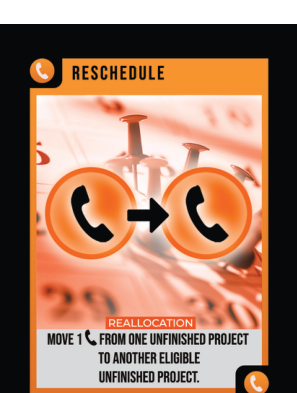 RESCHEDULE
REALLOCATION
MOVE 1 📞 FROM ONE UNFINISHED PROJECT
TO ANOTHER ELIGIBLE
UNFINISHED PROJECT.